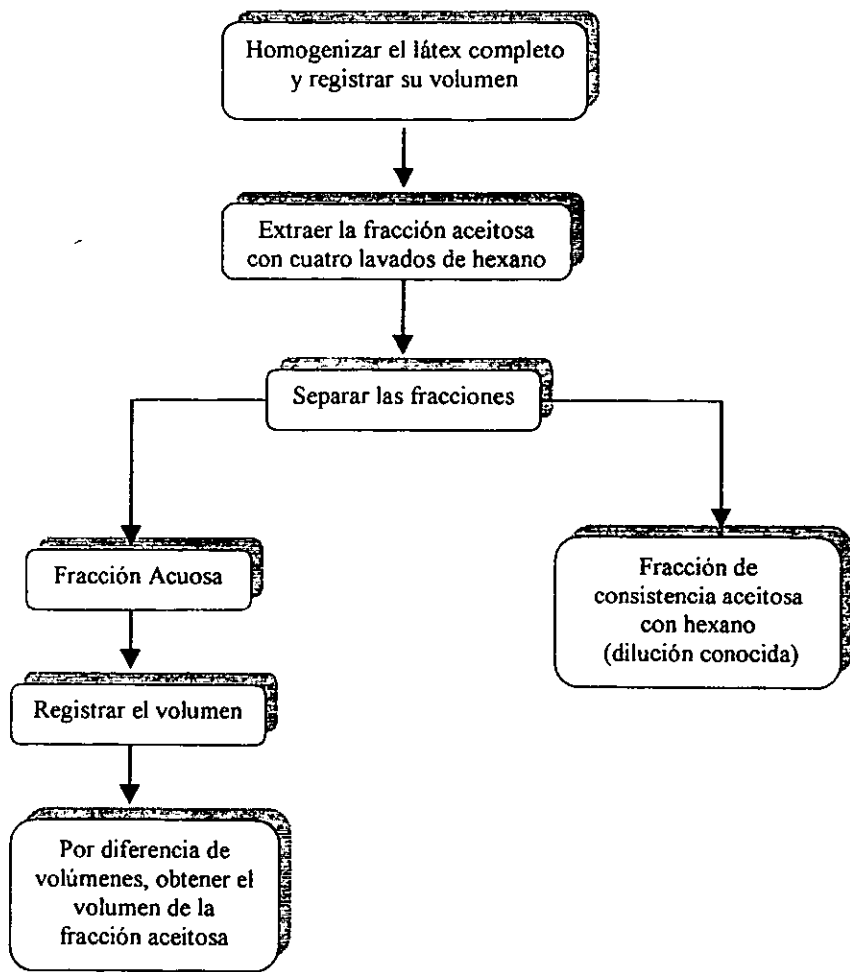 Homogenizar el látex completo
y registrar su volumen
Extraer la fracción aceitosa
con cuatro lavados de hexano
Separar las fracciones
Fracción Acuosa
Fracción de
consistencia aceitosa
con hexano
(dilución conocida)
Registrar el volumen
Por diferencia de
volúmenes, obtener el
volumen de la
fracción aceitosa